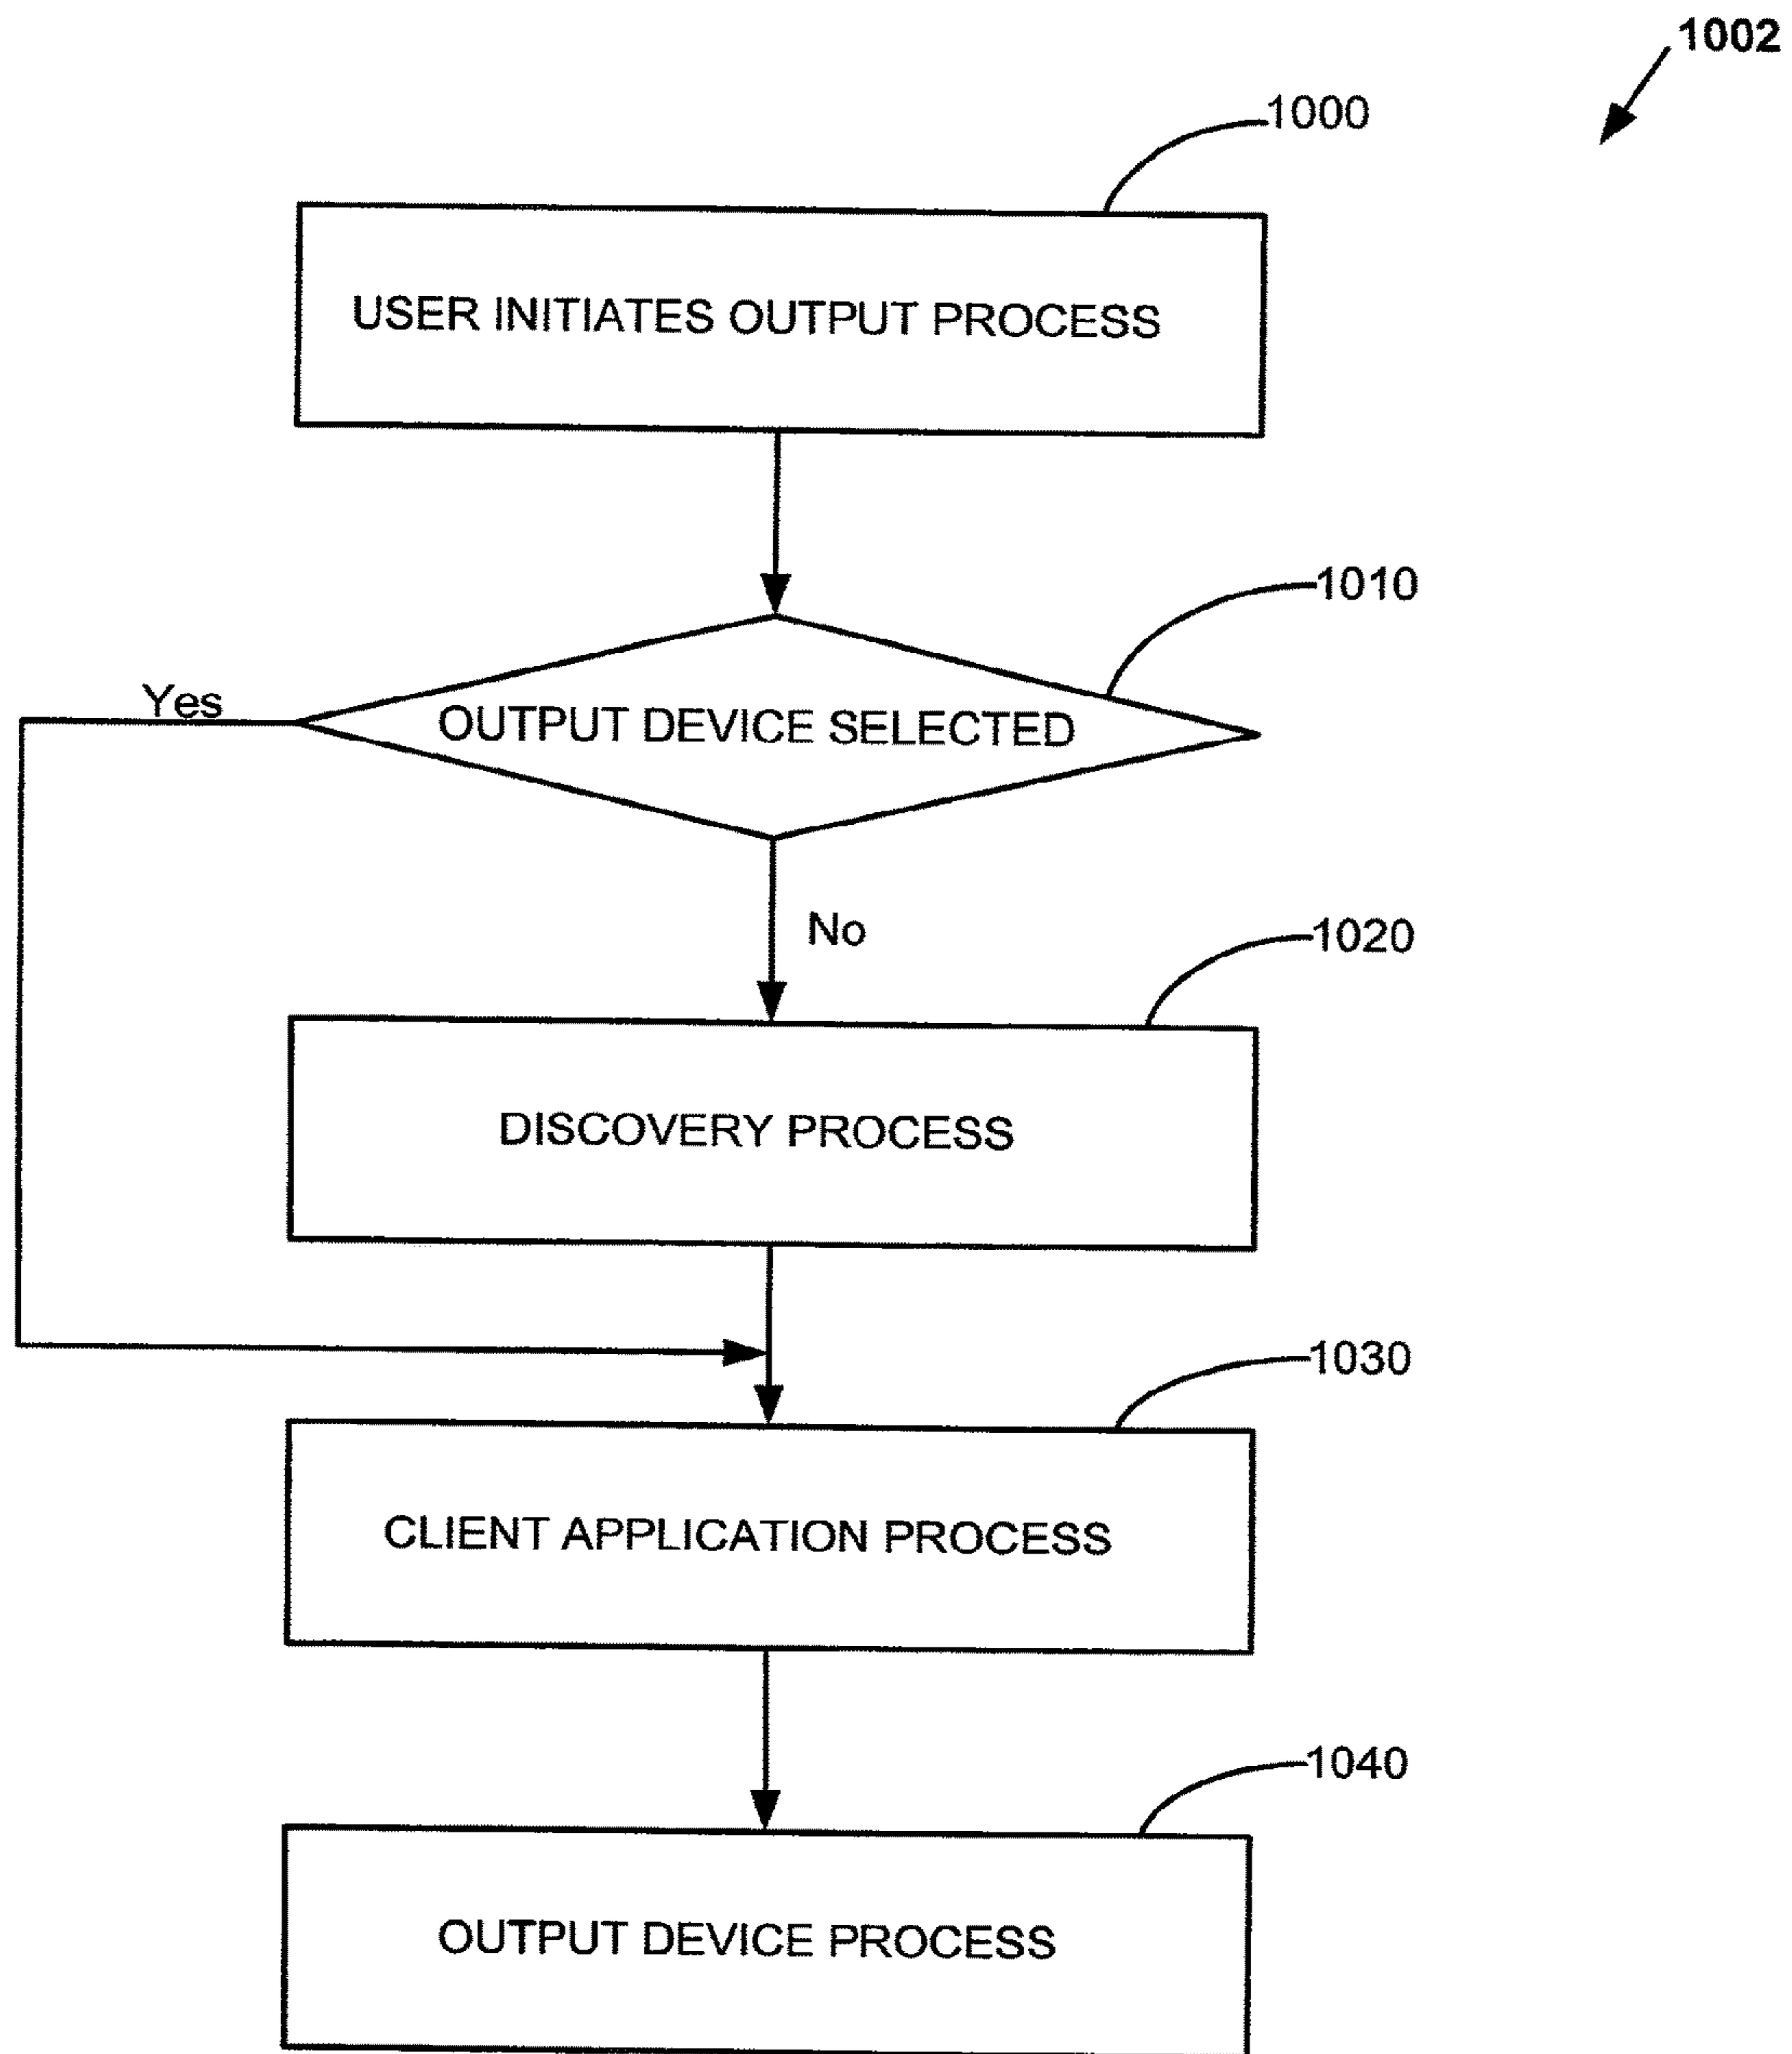 1002
1000
USER INITIATES OUTPUT PROCESS
1010
Yes
OUTPUT DEVICE SELECTED
No
1020
DISCOVERY PROCESS
1030
CLIENT APPLICATION PROCESS
1040
OUTPUT DEVICE PROCESS